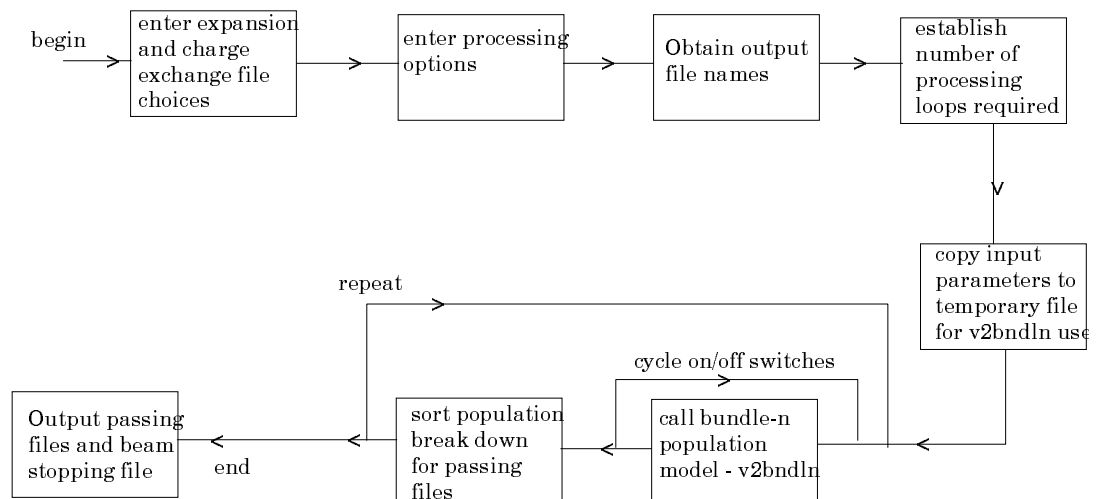 begin
enter expansion
and charge
exchange file
choices
enter processing
options
Obtain output
file names
establish
number of
processing
loops required
copy input
parameters to
temporary file
for v2bndln use
repeat
cycle on/off switches
call bundle-n
population
model - v2bndln
sort population
break down
for passing
files
end
Output passing
files and beam
stopping file